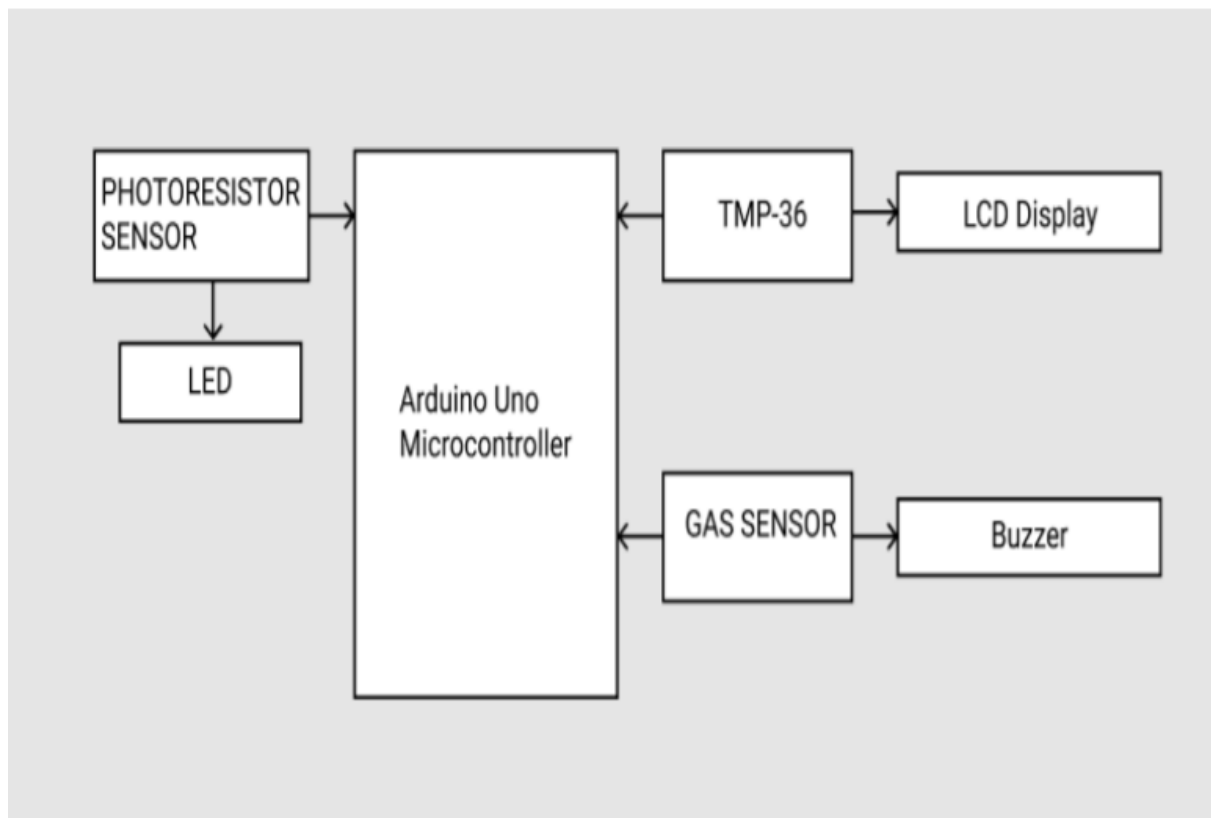 PHOTORESISTOR
SENSOR
LED
Arduino Uno
Microcontroller
TMP-36
LCD Display
GAS SENSOR
Buzzer